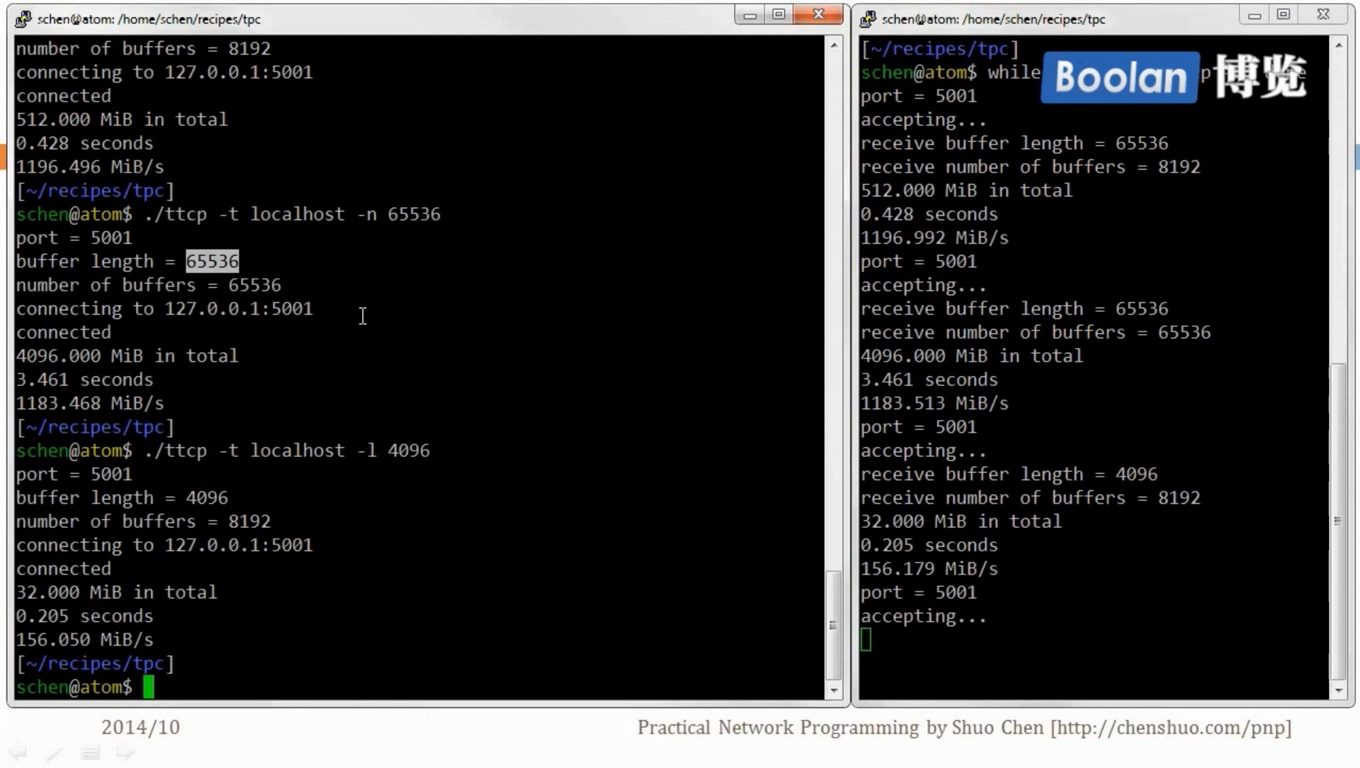 schen@atom: /home/schen/recipes/tpc
number of buffers = 8192
connecting to 127.0.0.1:5001
connected
512.000 MiB in total
0.428 seconds
1196.496 MiB/s
[~/recipes/tpc]
schen@atom$ ./ttcp -t localhost -n 65536
port = 5001
buffer length = 65536
number of buffers = 65536
connecting to 127.0.0.1:5001
connected
4096.000 MiB in total
3.461 seconds
1183.468 MiB/s
[~/recipes/tpc]
schen@atom$ ./ttcp -t localhost -l 4096
port = 5001
buffer length = 4096
number of buffers = 8192
connecting to 127.0.0.1:5001
connected
32.000 MiB in total
0.205 seconds
156.050 MiB/s
[~/recipes/tpc]
schen@atom$
schen@atom: /home/schen/recipes/tpc
[~/recipes/tpc]
schen@atom$ while
Boolan 博览
port = 5001
accepting...
receive buffer length = 65536
receive number of buffers = 8192
512.000 MiB in total
0.428 seconds
1196.992 MiB/s
port = 5001
accepting...
receive buffer length = 65536
receive number of buffers = 65536
4096.000 MiB in total
3.461 seconds
1183.513 MiB/s
port = 5001
accepting...
receive buffer length = 4096
receive number of buffers = 8192
32.000 MiB in total
0.205 seconds
156.179 MiB/s
port = 5001
accepting...
2014/10
Practical Network Programming by Shuo Chen [http://chenshuo.com/pnp]